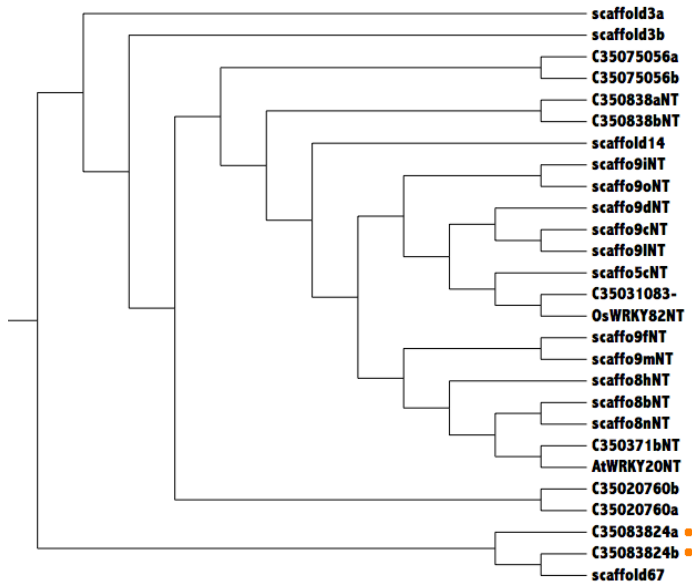 scaffold3a
scaffold3b
C35075056a
C35075056b
C350838aNT
C350838bNT
scaffold14
scaffo9iNT
scaffo9oNT
scaffo9dNT
scaffo9cNT
scaffo9lNT
scaffo5cNT
C35031083-
OsWRKY82NT
scaffo9fNT
scaffo9mNT
scaffo8hNT
scaffo8bNT
scaffo8nNT
C350371bNT
AtWRKY20NT
C35020760b
C35020760a
C35083824a
C35083824b
scaffold67